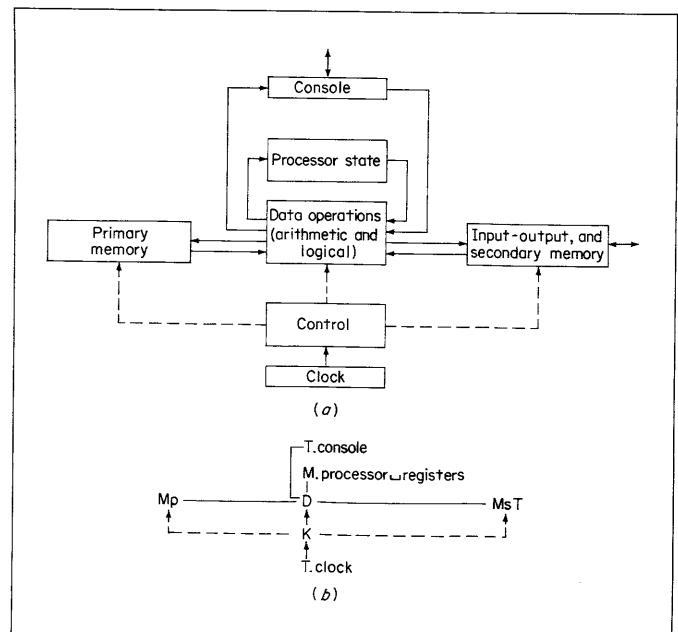 Console
Processor state
Data operations
(arithmetic and
logical)
Primary
memory
Input-output, and
secondary memory
Control
Clock
(a)
T.console
M.processor␣registers
Mp
D
MsT
K
T.clock
(b)